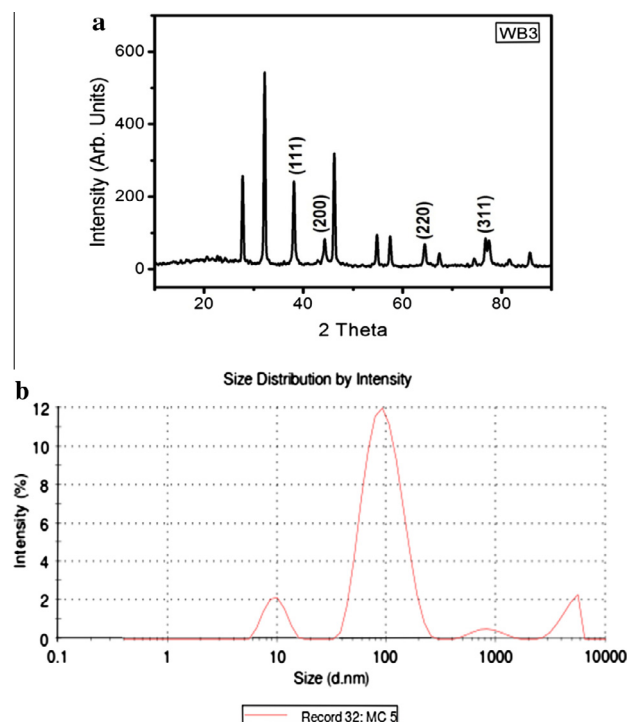 a
WB3
600
400
200
0
Intensity (Arb. Units)
(111)
(200)
(220)
(311)
20 40 60 80
2 Theta
b
Size Distribution by Intensity
12
10
8
6
4
2
0
Intensity (%)
0.1 1 10 100 1000 10000
Size (d.nm)
Record 32: MC 5